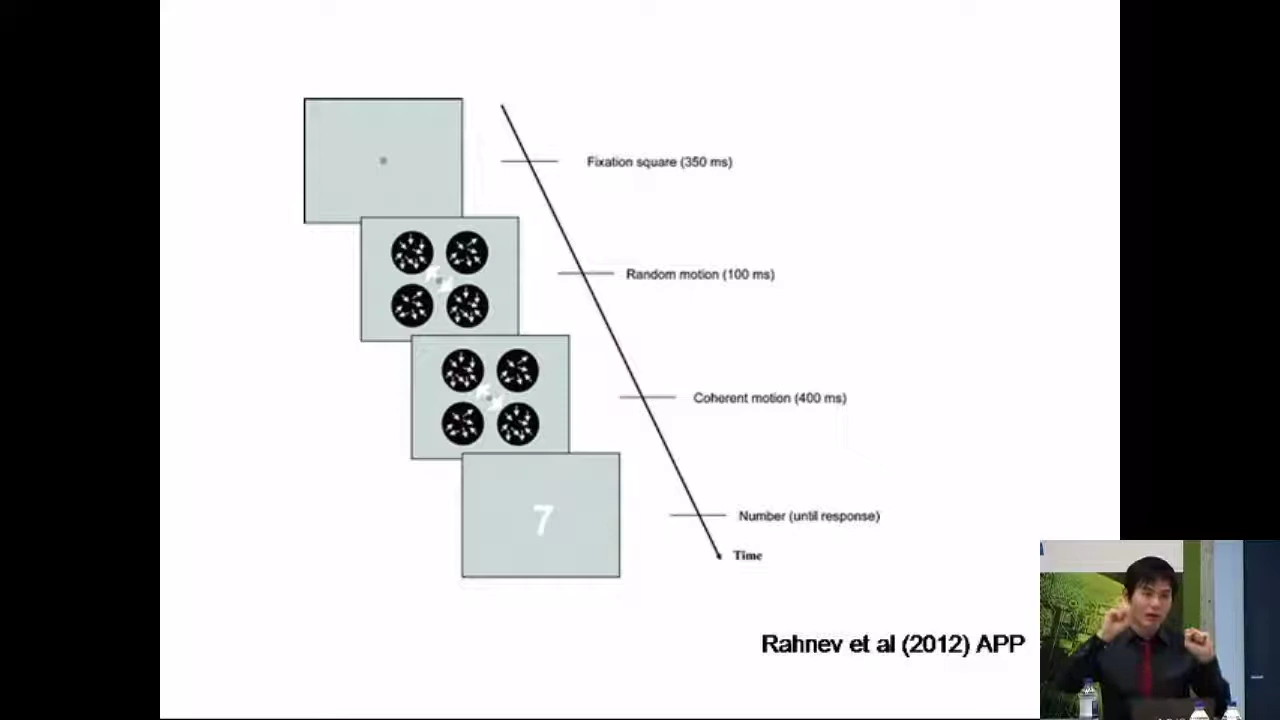 Fixation square (350 ms)
Random motion (100 ms)
Coherent motion (400 ms)
7
Number (until response)
Time
Rahnev et al (2012) APP